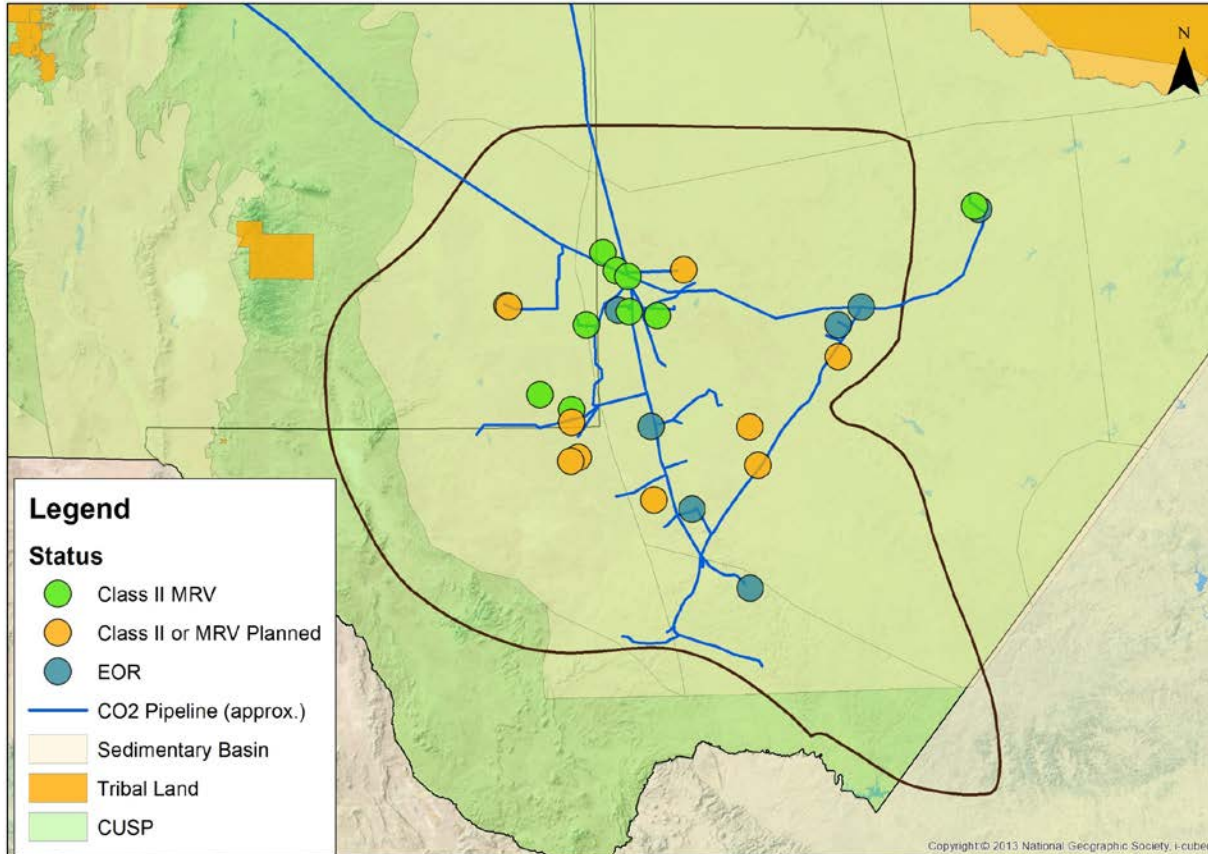 N
Legend
Status
Class II MRV
Class II or MRV Planned
EOR
CO2 Pipeline (approx.)
Sedimentary Basin
Tribal Land
CUSP
Copyright © 2013 National Geographic Society, i-cubed